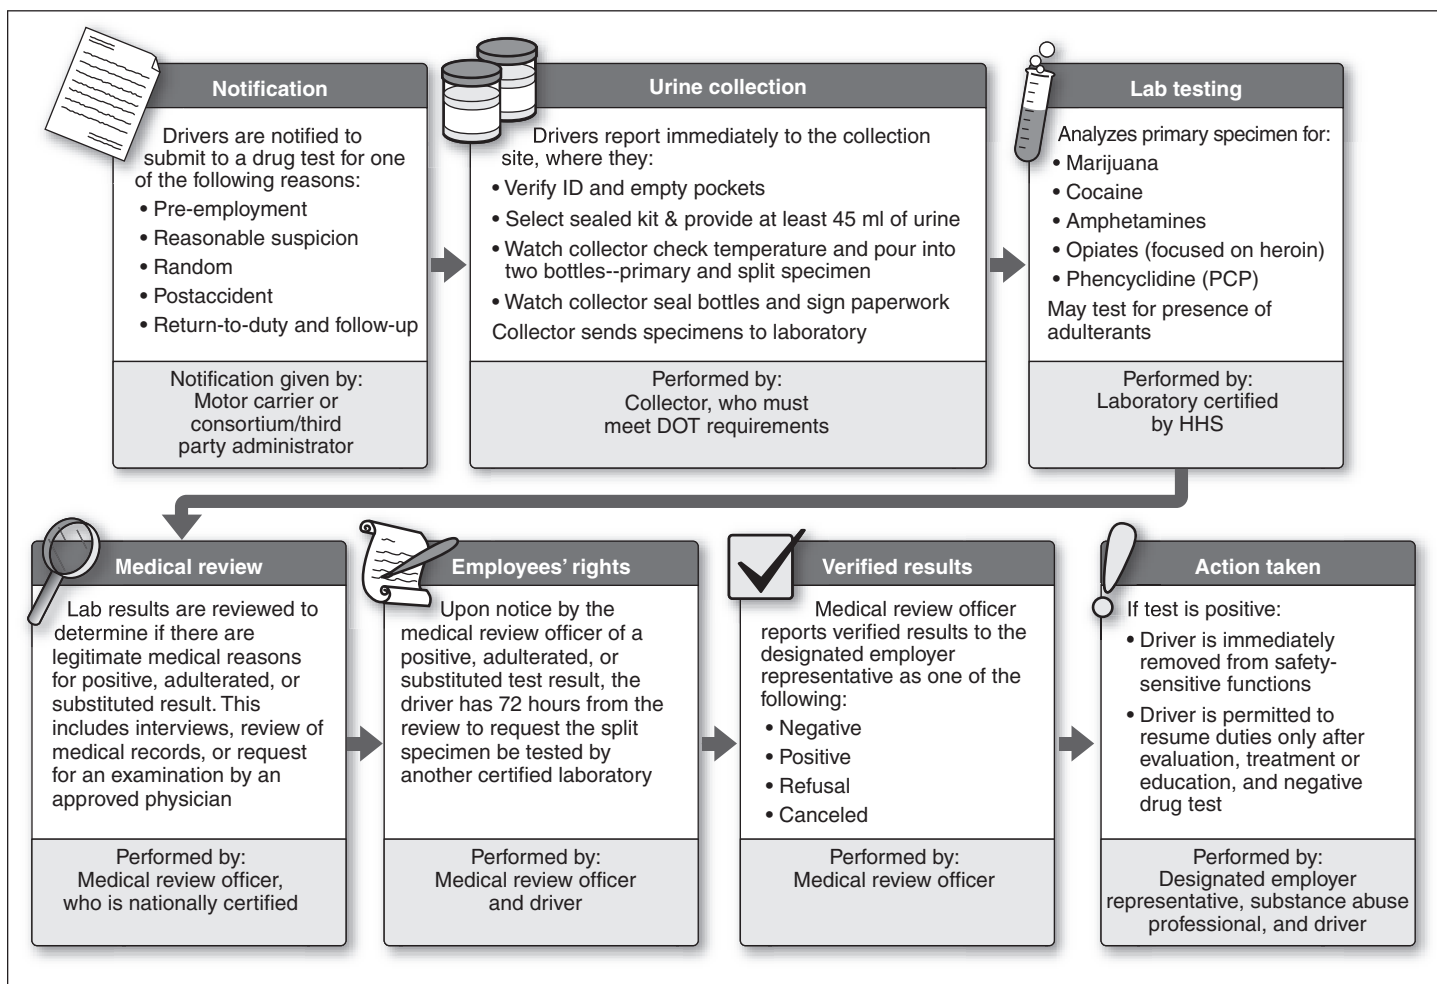 Notification
Drivers are notified to
submit to a drug test for one
of the following reasons:
• Pre-employment
• Reasonable suspicion
• Random
• Postaccident
• Return-to-duty and follow-up
Notification given by:
Motor carrier or
consortium/third
party administrator
Urine collection
Drivers report immediately to the collection
site, where they:
• Verify ID and empty pockets
• Select sealed kit & provide at least 45 ml of urine
• Watch collector check temperature and pour into
two bottles--primary and split specimen
• Watch collector seal bottles and sign paperwork
Collector sends specimens to laboratory
Performed by:
Collector, who must
meet DOT requirements
Lab testing
Analyzes primary specimen for:
• Marijuana
• Cocaine
• Amphetamines
• Opiates (focused on heroin)
• Phencyclidine (PCP)
May test for presence of
adulterants
Performed by:
Laboratory certified
by HHS
Medical review
Lab results are reviewed to
determine if there are
legitimate medical reasons
for positive, adulterated, or
substituted result. This
includes interviews, review of
medical records, or request
for an examination by an
approved physician
Performed by:
Medical review officer,
who is nationally certified
Employees' rights
Upon notice by the
medical review officer of a
positive, adulterated, or
substituted test result, the
driver has 72 hours from the
review to request the split
specimen be tested by
another certified laboratory
Performed by:
Medical review officer
and driver
Verified results
Medical review officer
reports verified results to the
designated employer
representative as one of the
following:
• Negative
• Positive
• Refusal
• Canceled
Performed by:
Medical review officer
Action taken
If test is positive:
• Driver is immediately
removed from safety-
sensitive functions
• Driver is permitted to
resume duties only after
evaluation, treatment or
education, and negative
drug test
Performed by:
Designated employer
representative, substance abuse
professional, and driver